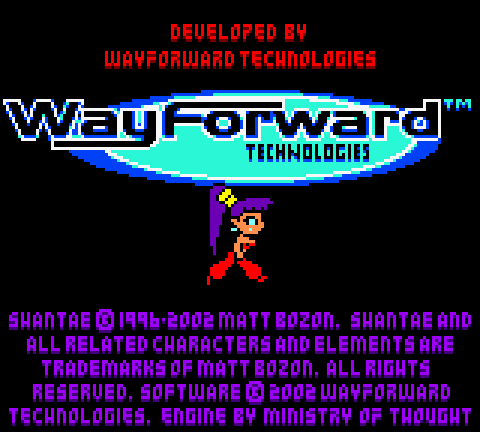 DEVELOPED BY
WAYFORWARD TECHNOLOGIES
WayForward™
TECHNOLOGIES
SHANTAE © 1996-2002 MATT BOZON. SHANTAE AND
ALL RELATED CHARACTERS AND ELEMENTS ARE
TRADEMARKS OF MATT BOZON. ALL RIGHTS
RESERVED. SOFTWARE © 2002 WAYFORWARD
TECHNOLOGIES. ENGINE BY MINISTRY OF THOUGHT